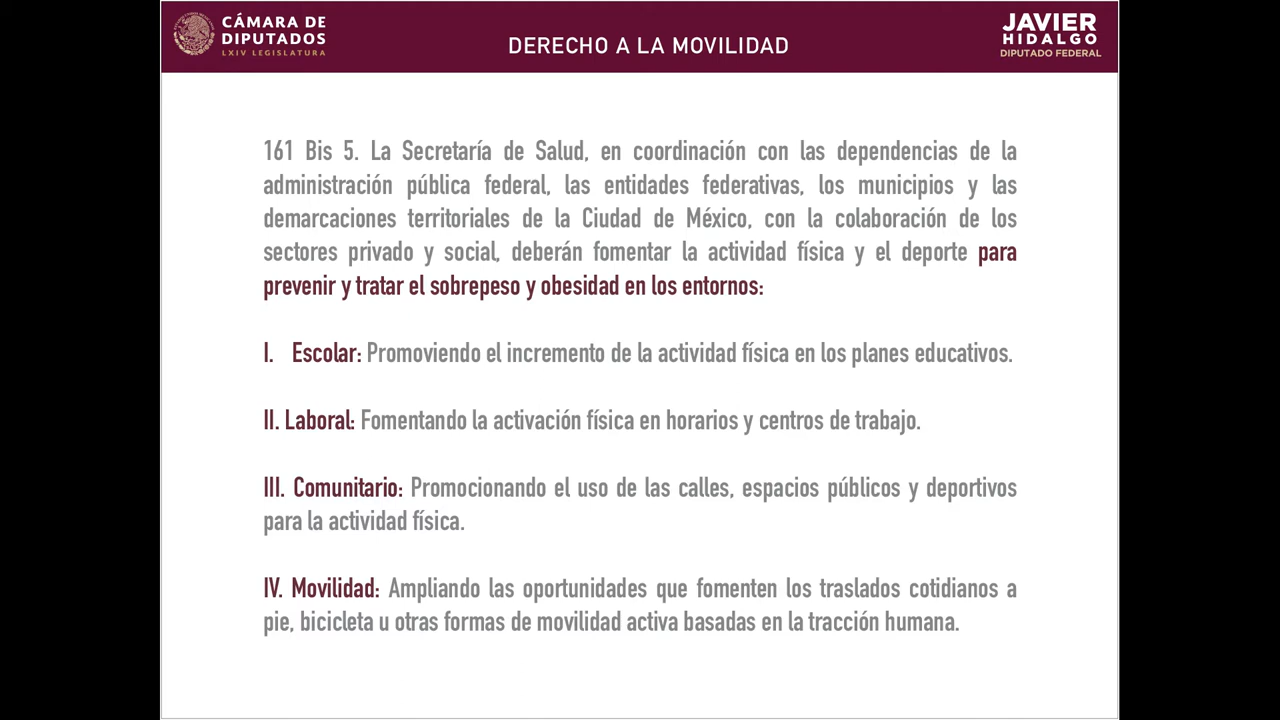 CÁMARA DE
DIPUTADOS
LXIV LEGISLATURA
DERECHO A LA MOVILIDAD
JAVIER
HIDALGO
DIPUTADO FEDERAL
161 Bis 5. La Secretaría de Salud, en coordinación con las dependencias de la
administración pública federal, las entidades federativas, los municipios y las
demarcaciones territoriales de la Ciudad de México, con la colaboración de los
sectores privado y social, deberán fomentar la actividad física y el deporte para
prevenir y tratar el sobrepeso y obesidad en los entornos:
I. Escolar: Promoviendo el incremento de la actividad física en los planes educativos.
II. Laboral: Fomentando la activación física en horarios y centros de trabajo.
III. Comunitario: Promocionando el uso de las calles, espacios públicos y deportivos
para la actividad física.
IV. Movilidad: Ampliando las oportunidades que fomenten los traslados cotidianos a
pie, bicicleta u otras formas de movilidad activa basadas en la tracción humana.